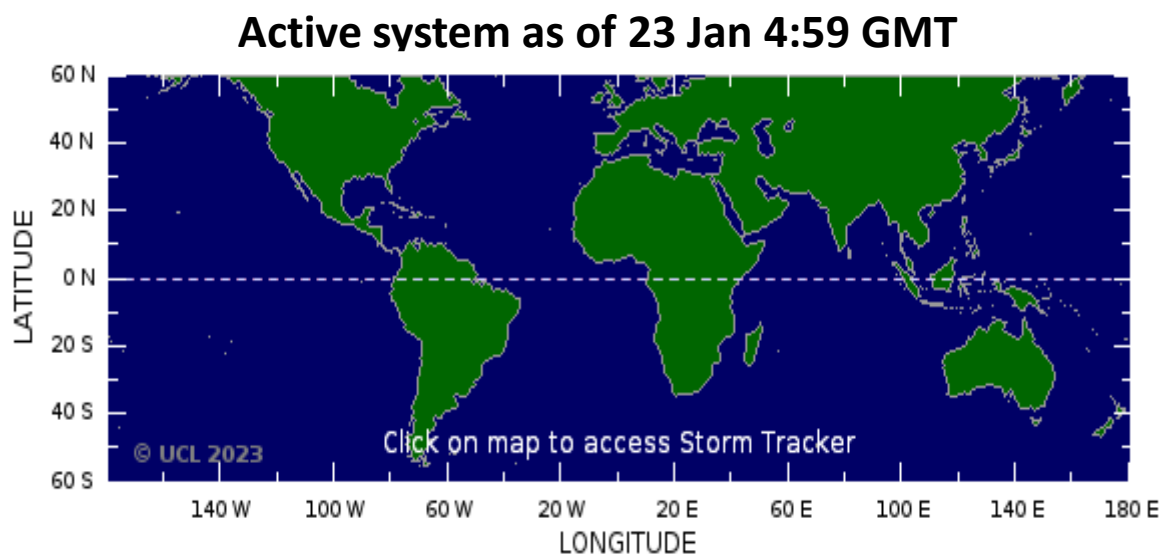 Active system as of 23 Jan 4:59 GMT
60 N
40 N
20 N
0 N
20 S
40 S
60 S
LATITUDE
Click on map to access Storm Tracker
© UCL 2023
140 W 100 W 60 W 20 W 20 E 60 E 100 E 140 E 180 E
LONGITUDE